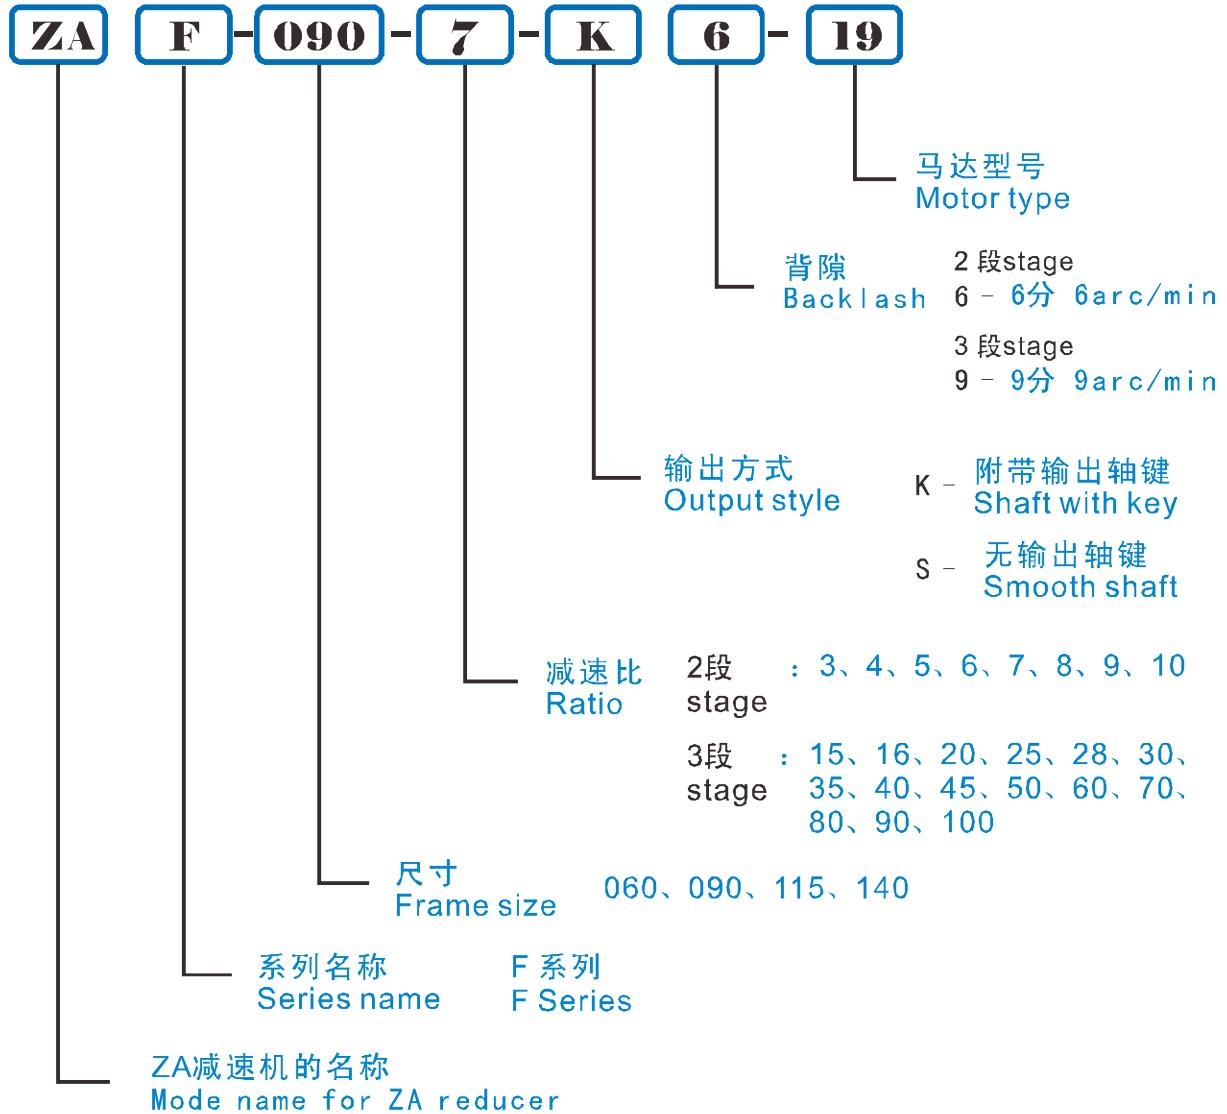 ZA F-090-7-K 6-19
马达型号
Motor type
背隙
Backlash
2 段stage
6 - 6分 6arc/min
3 段stage
9 - 9分 9arc/min
输出方式
Output style
K - 附带输出轴键
Shaft with key
S - 无输出轴键
Smooth shaft
减速比
Ratio
2段
stage
：3、4、5、6、7、8、9、10
3段
stage
：15、16、20、25、28、30、
35、40、45、50、60、70、
80、90、100
尺寸
Frame size
060、090、115、140
系列名称
Series name
F 系列
F Series
ZA减速机的名称
Mode name for ZA reducer